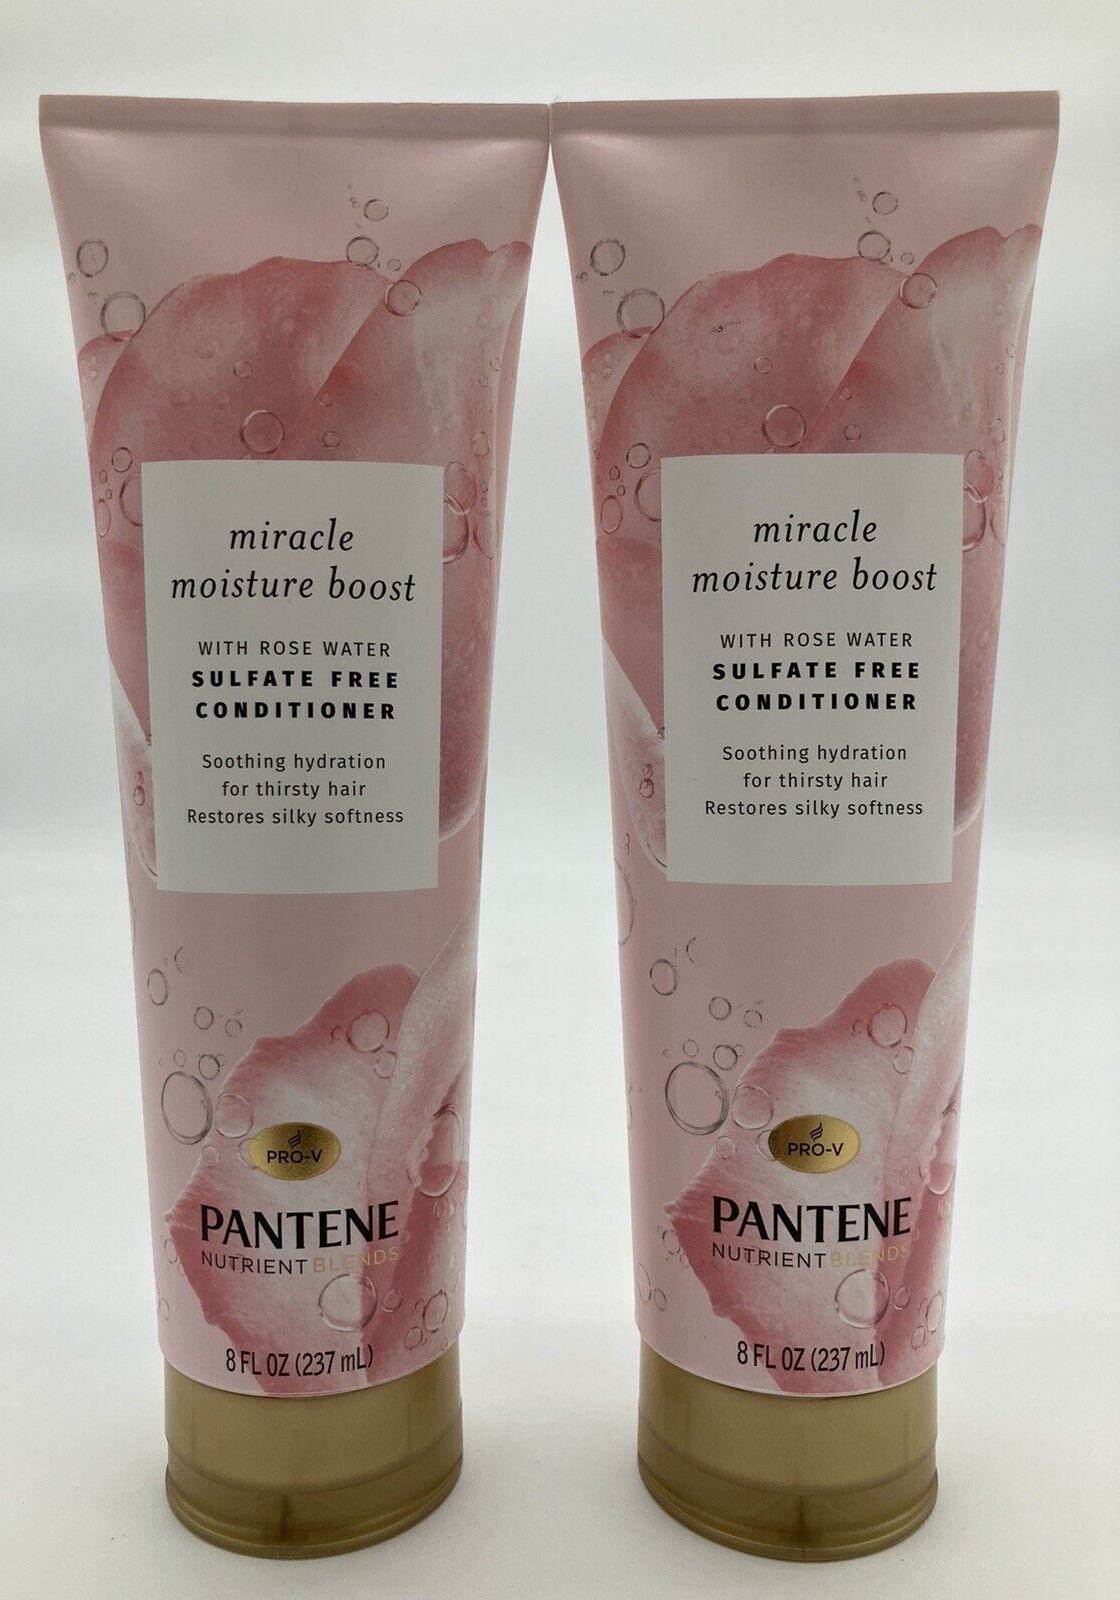 miracle
moisture boost
WITH ROSE WATER
SULFATE FREE
CONDITIONER
Soothing hydration
for thirsty hair
Restores silky softness
PRO-V
PANTENE
NUTRIENT BLENDS
8 FL OZ (237 mL)
miracle
moisture boost
WITH ROSE WATER
SULFATE FREE
CONDITIONER
Soothing hydration
for thirsty hair
Restores silky softness
PRO-V
PANTENE
NUTRIENT BLENDS
8 FL OZ (237 mL)